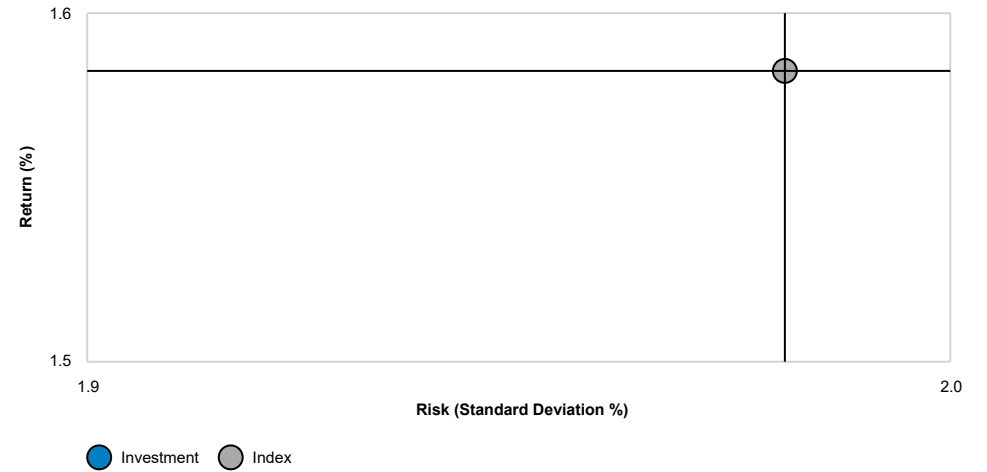 1.6
Return (%)
1.5
1.9 2.0
Risk (Standard Deviation %)
Investment Index